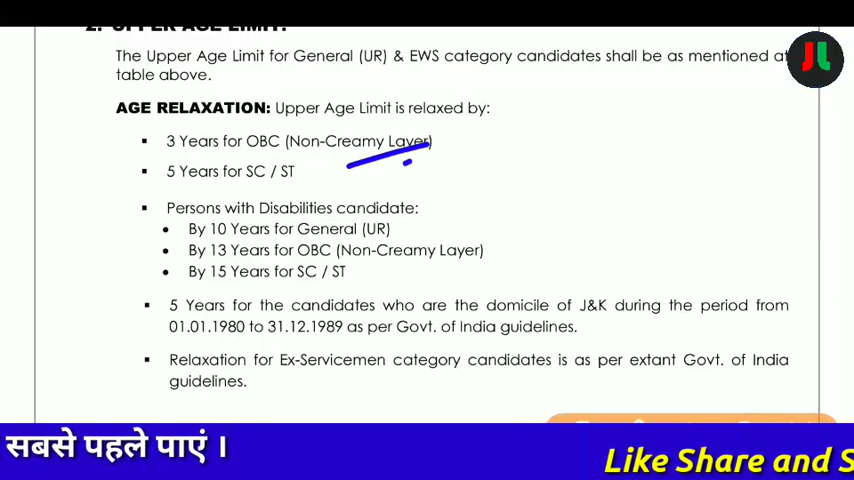 2. UPPER AGE LIMIT:
The Upper Age Limit for General (UR) & EWS category candidates shall be as mentioned at
table above.
AGE RELAXATION: Upper Age Limit is relaxed by:
▪ 3 Years for OBC (Non-Creamy Layer)
▪ 5 Years for SC / ST
▪ Persons with Disabilities candidate:
• By 10 Years for General (UR)
• By 13 Years for OBC (Non-Creamy Layer)
• By 15 Years for SC / ST
▪ 5 Years for the candidates who are the domicile of J&K during the period from
01.01.1980 to 31.12.1989 as per Govt. of India guidelines.
▪ Relaxation for Ex-Servicemen category candidates is as per extant Govt. of India
guidelines.
सबसे पहले पाएं ।
Like Share and S